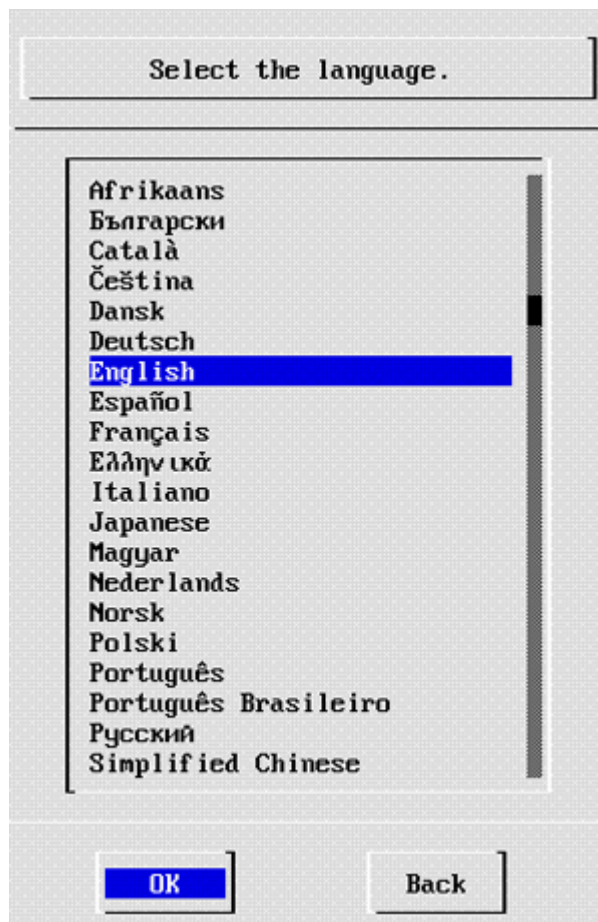 Select the language.
Afrikaans
Български
Català
Čeština
Dansk
Deutsch
English
Español
Français
Ελληνικά
Italiano
Japanese
Magyar
Nederlands
Norsk
Polski
Português
Português Brasileiro
Русский
Simplified Chinese
OK Back